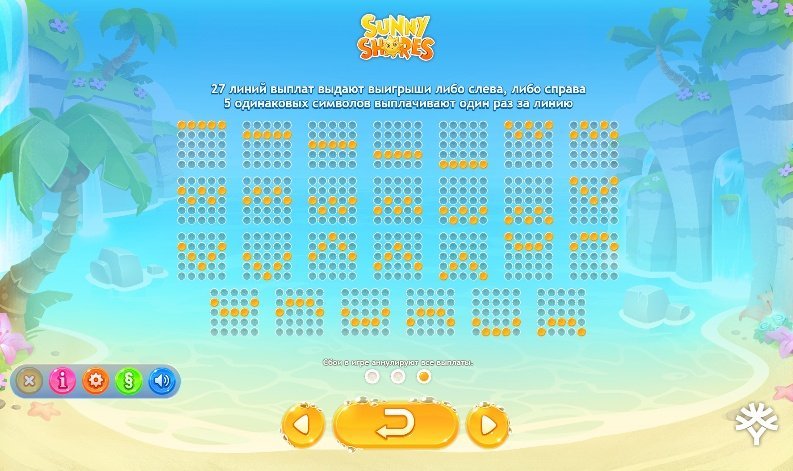 SUNNY
SHORES
27 линий выплат выдают выигрыши либо слева, либо справа
5 одинаковых символов выплачивают один раз за линию
Сбои в игре аннулируют все выплаты.